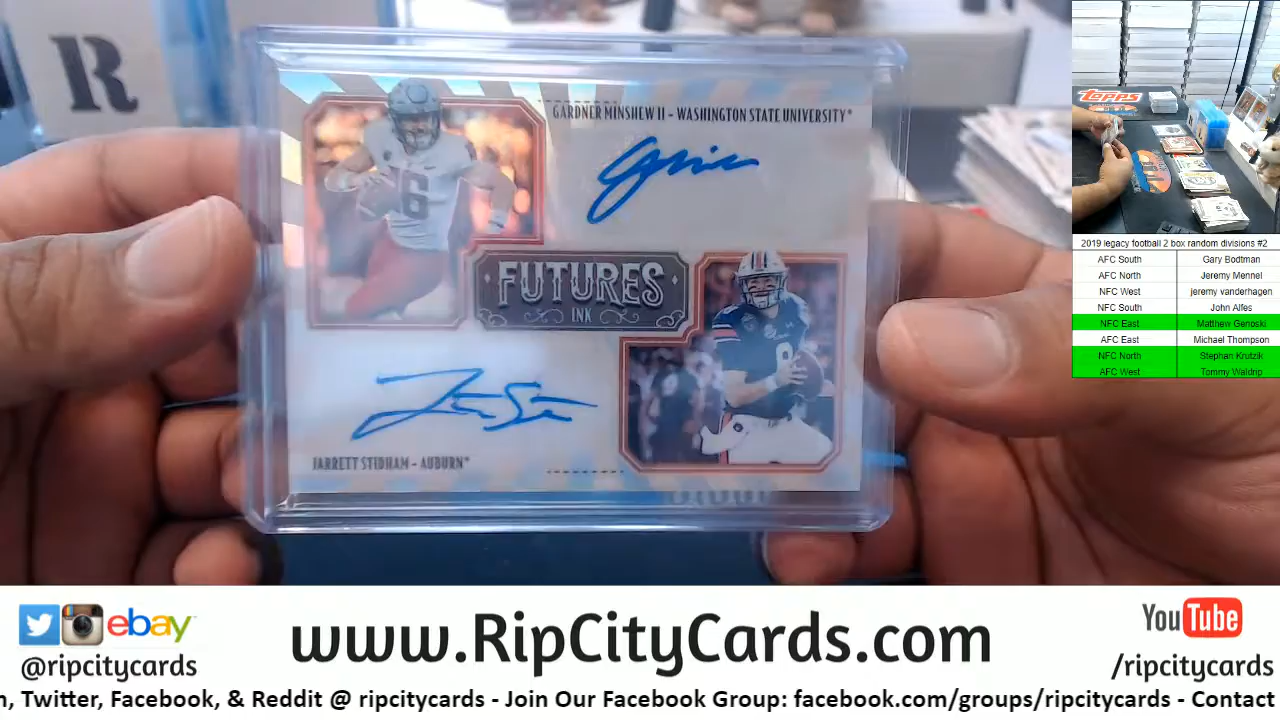 R
GARDNER MINSHEW II - WASHINGTON STATE UNIVERSITY*
6
FUTURES
INK
8
JARRETT STIDHAM - AUBURN*
Topps
2019 legacy football 2 box random divisions #2
AFC South Gary Bodtman
AFC North Jeremy Mennel
NFC West jeremy vanderhagen
NFC South John Alfes
NFC East Matthew Genoski
AFC East Michael Thompson
NFC North Stephan Krutzik
AFC West Tommy Waldrip
ebay
@ripcitycards
www.RipCityCards.com
YouTube
/ripcitycards
n, Twitter, Facebook, & Reddit @ ripcitycards - Join Our Facebook Group: facebook.com/groups/ripcitycards - Contact